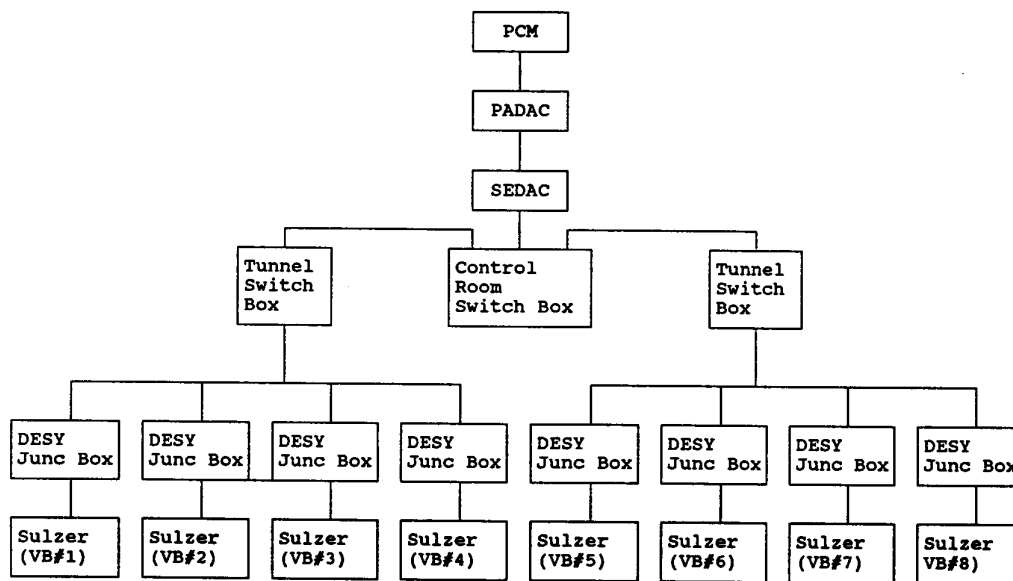 PCM
PADAC
SEDAC
Tunnel
Switch
Box
Control
Room
Switch Box
Tunnel
Switch
Box
DESY
Junc Box
DESY
Junc Box
DESY
Junc Box
DESY
Junc Box
DESY
Junc Box
DESY
Junc Box
DESY
Junc Box
DESY
Junc Box
Sulzer
(VB#1)
Sulzer
(VB#2)
Sulzer
(VB#3)
Sulzer
(VB#4)
Sulzer
(VB#5)
Sulzer
(VB#6)
Sulzer
(VB#7)
Sulzer
VB#8)